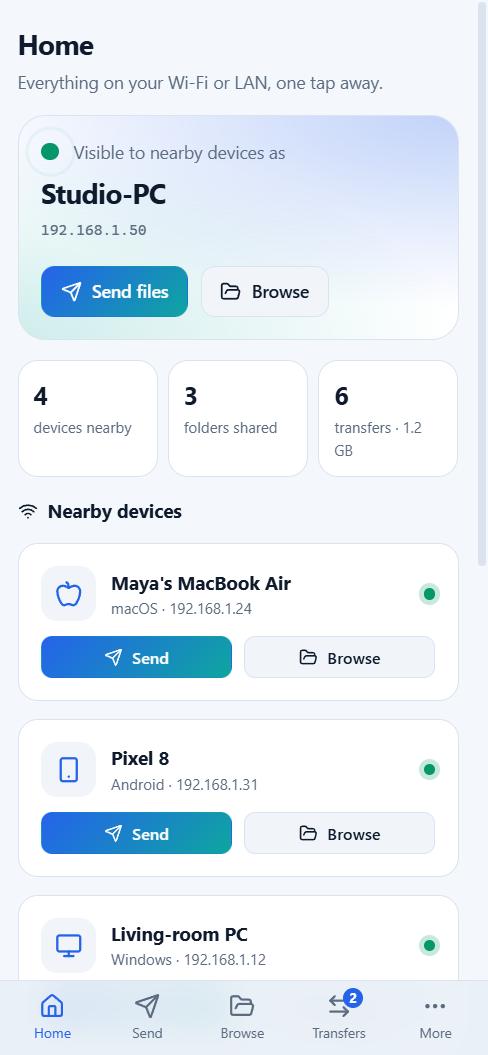 Home
Everything on your Wi-Fi or LAN, one tap away.
Visible to nearby devices as
Studio-PC
192.168.1.50
Send files
Browse
4
devices nearby
3
folders shared
6
transfers · 1.2
GB
Nearby devices
Maya's MacBook Air
macOS · 192.168.1.24
Send
Browse
Pixel 8
Android · 192.168.1.31
Send
Browse
Living-room PC
Windows · 192.168.1.12
2
Home
Send
Browse
Transfers
More